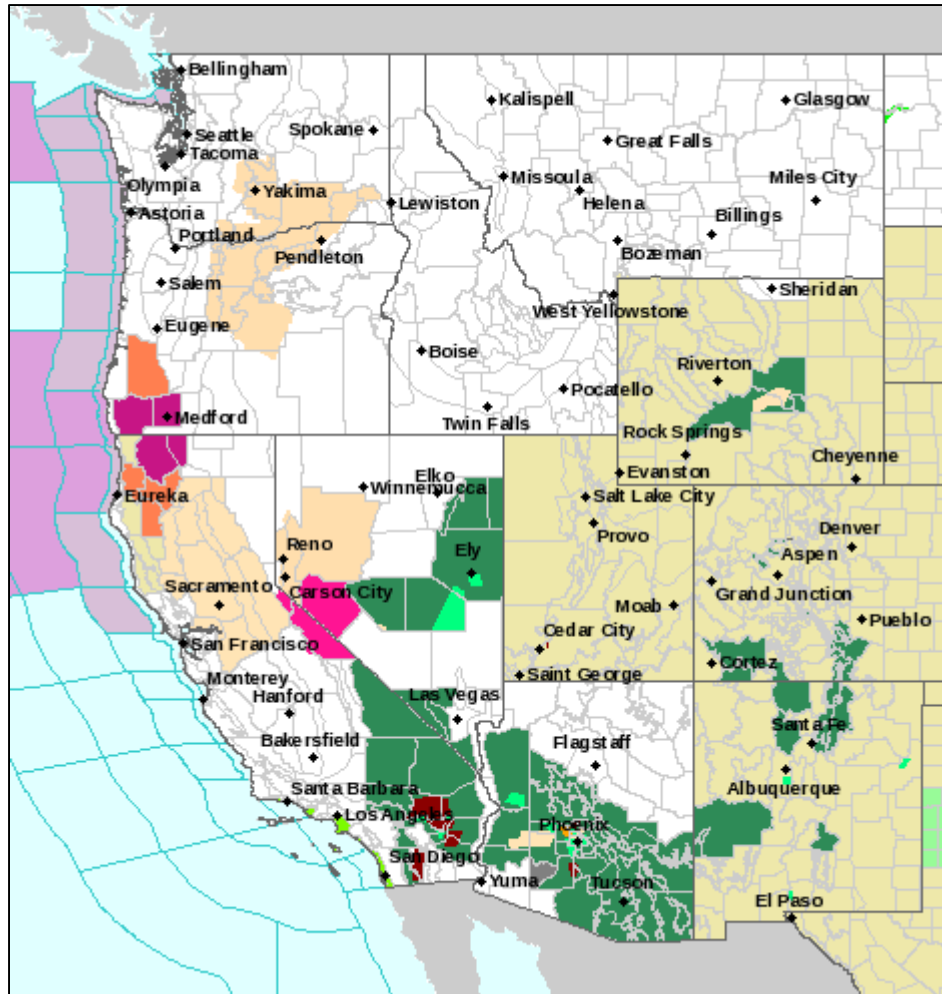 Bellingham
Kalispell
Glasgow
Seattle
Spokane
Great Falls
Tacoma
Missoula
Miles City
Olympia
Yakima
Helena
Lewiston
Astoria
Billings
Portland
Pendleton
Bozeman
Salem
Sheridan
West Yellowstone
Eugene
Boise
Riverton
Pocatello
Medford
Twin Falls
Rock Springs
Cheyenne
Elko
Evanston
Winnemucca
Eureka
Salt Lake City
Provo
Denver
Reno
Aspen
Ely
Sacramento
Carson City
Grand Junction
Moab
Pueblo
Cedar City
San Francisco
Cortez
Saint George
Monterey
Hanford
Las Vegas
Santa Fe
Flagstaff
Bakersfield
Albuquerque
Santa Barbara
Los Angeles
Phoenix
San Diego
Yuma
Tucson
El Paso